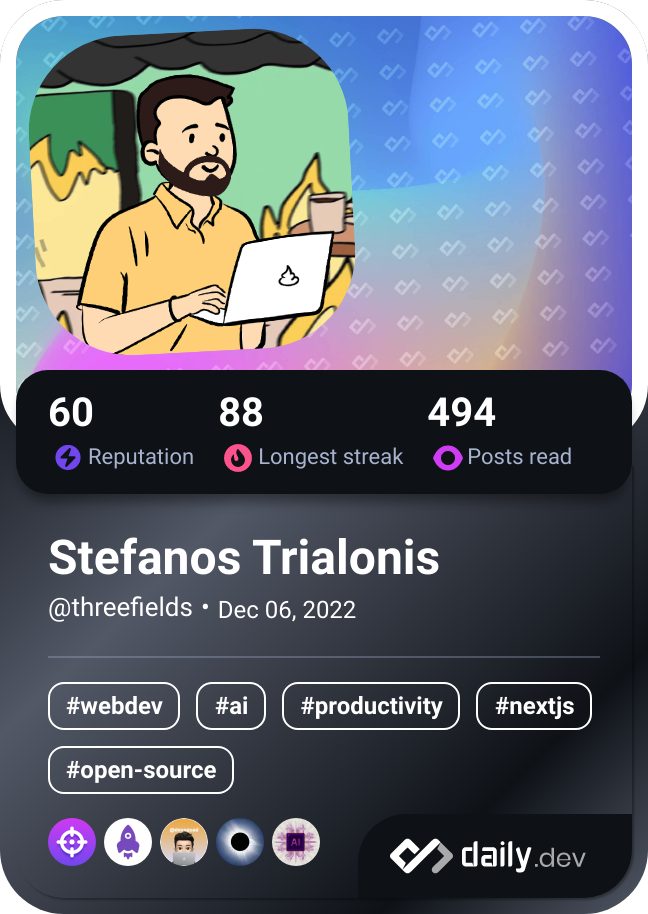 60 88 494
Reputation Longest streak Posts read
Stefanos Trialonis
@threefields • Dec 06, 2022
#webdev #ai #productivity #nextjs
#open-source
AI
daily.dev